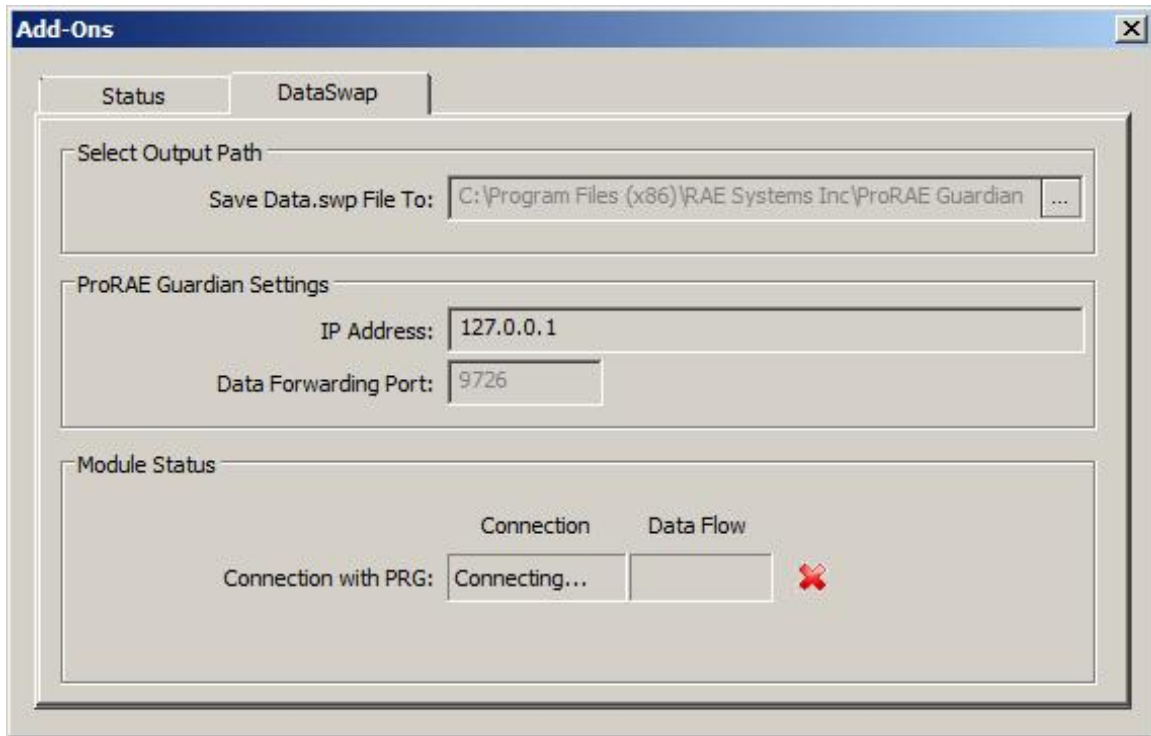 Add-Ons
Status DataSwap
Select Output Path
Save Data.swp File To: C:\Program Files (x86)\RAE Systems Inc\ProRAE Guardian ...
ProRAE Guardian Settings
IP Address: 127.0.0.1
Data Forwarding Port: 9726
Module Status
Connection Data Flow
Connection with PRG: Connecting...